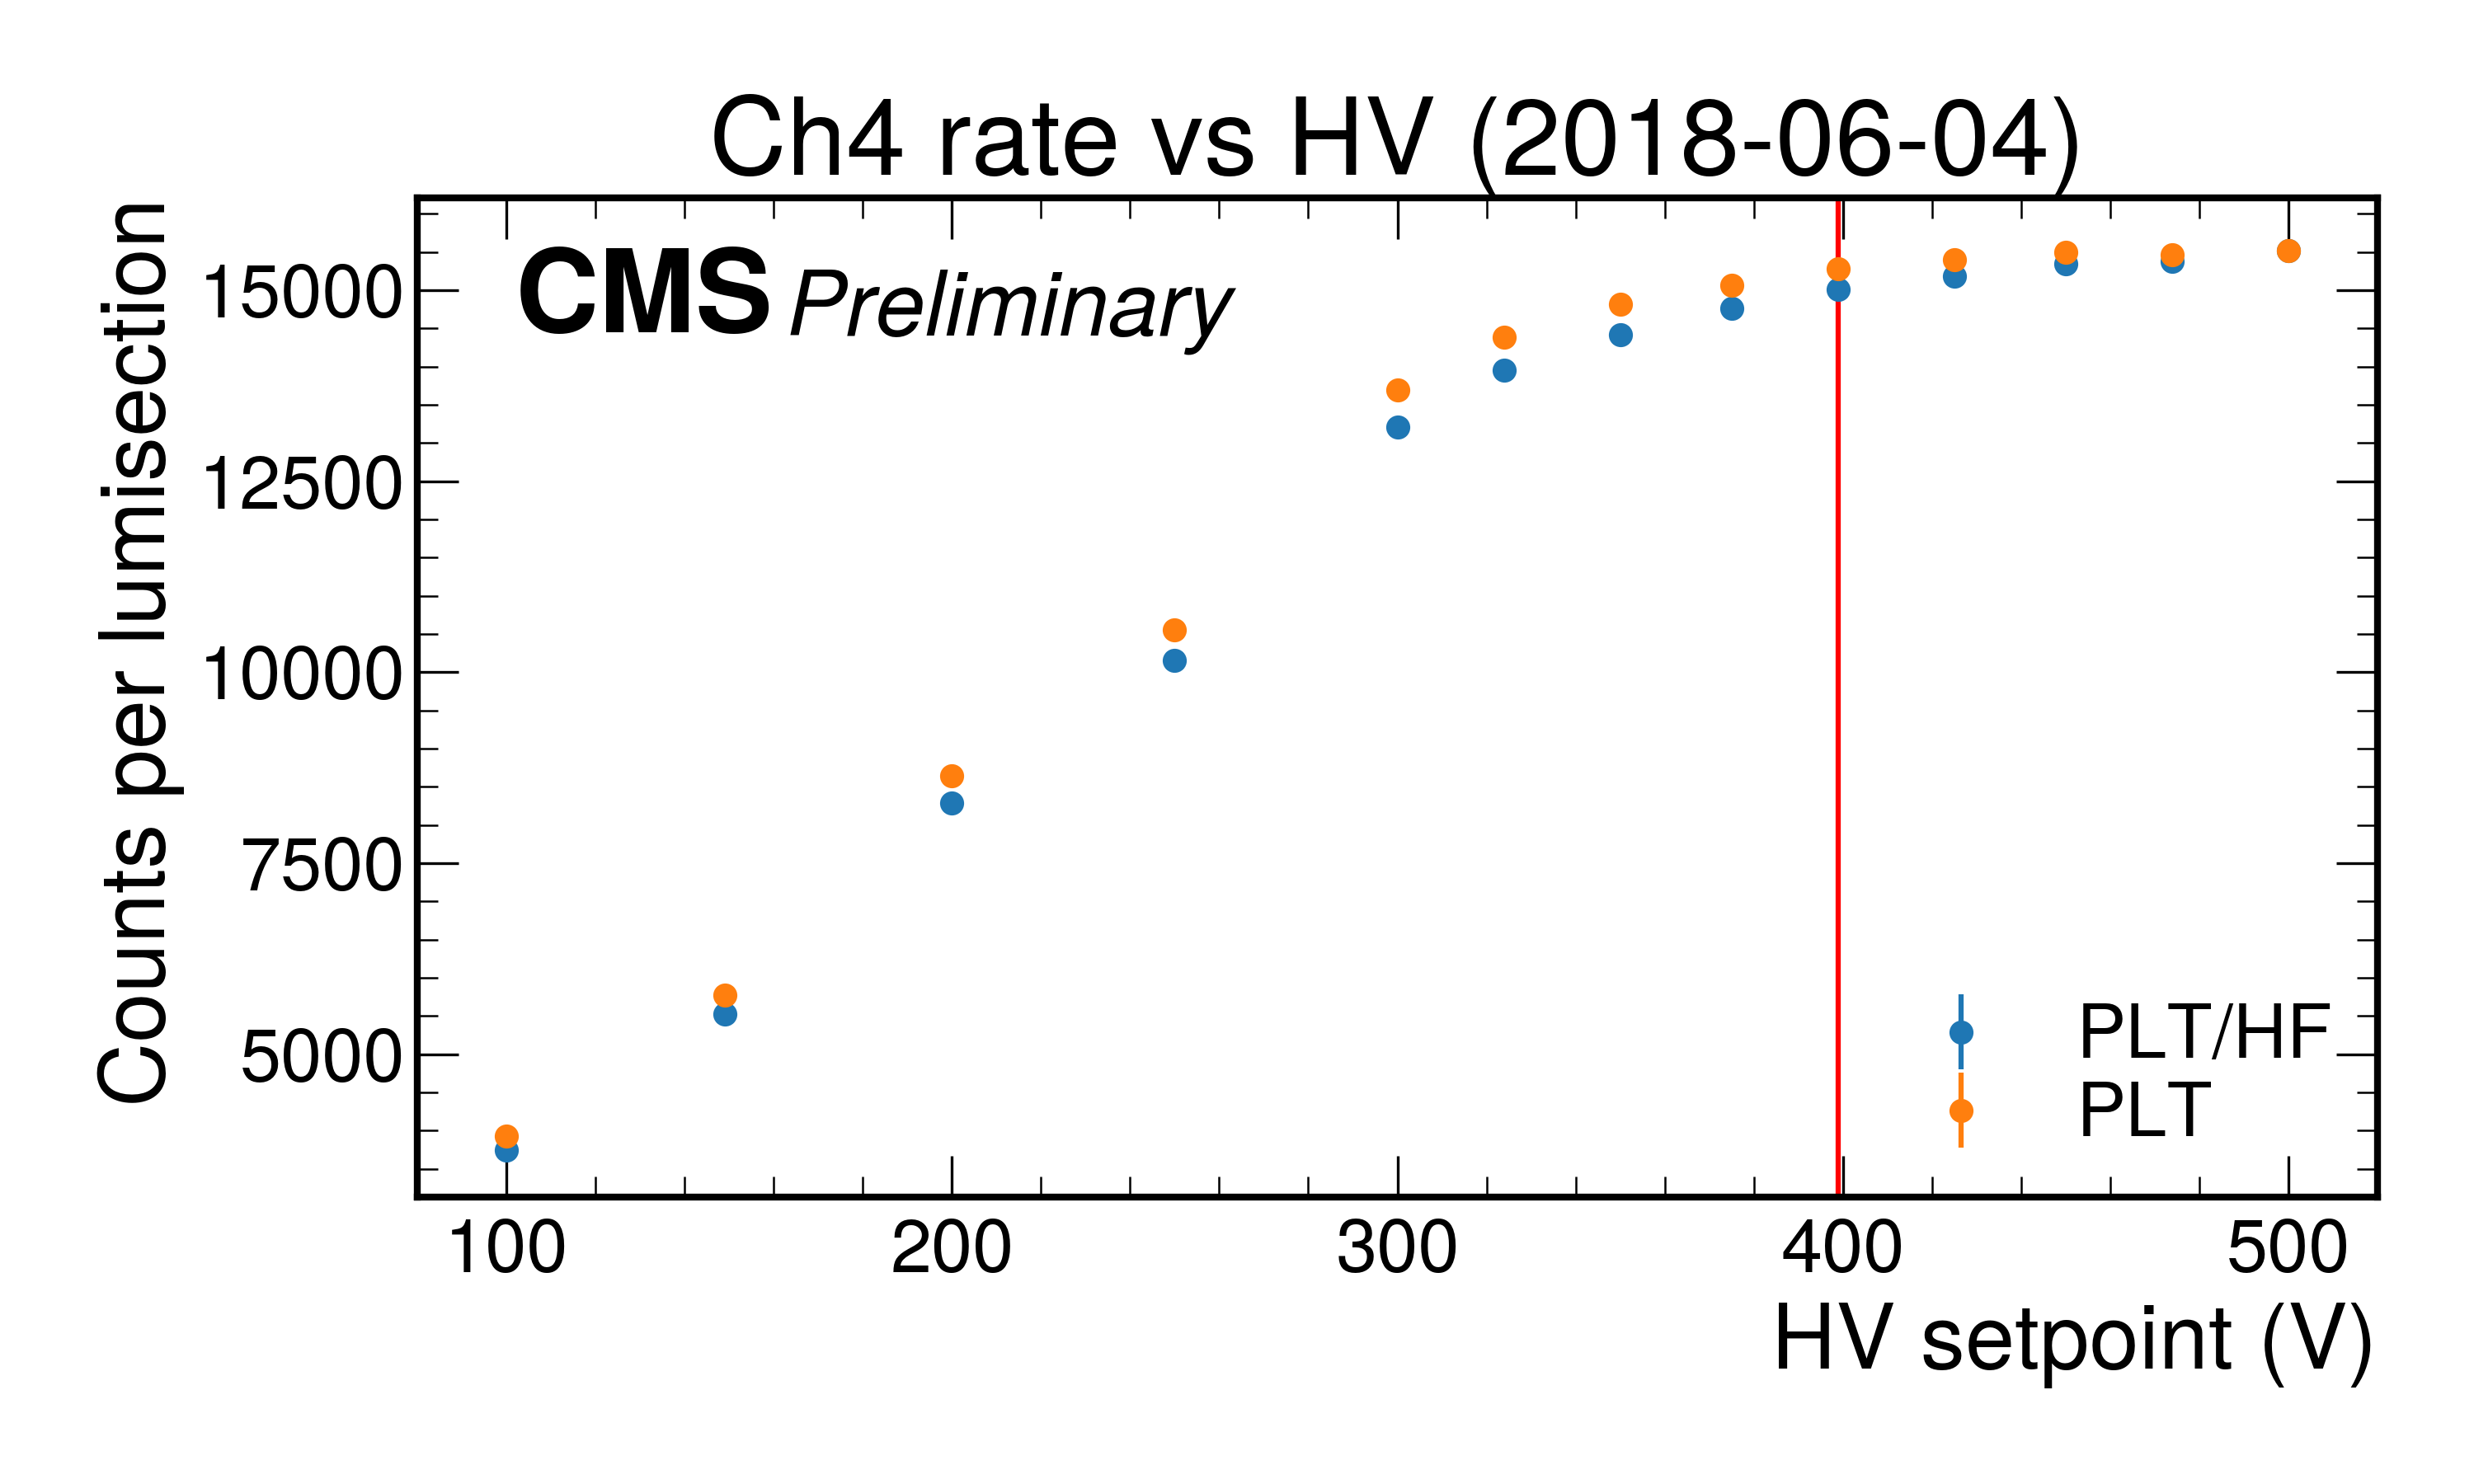 Ch4 rate vs HV (2018-06-04)
CMS Preliminary
Counts per lumisection
15000
12500
10000
7500
5000
PLT/HF
PLT
100 200 300 400 500
HV setpoint (V)